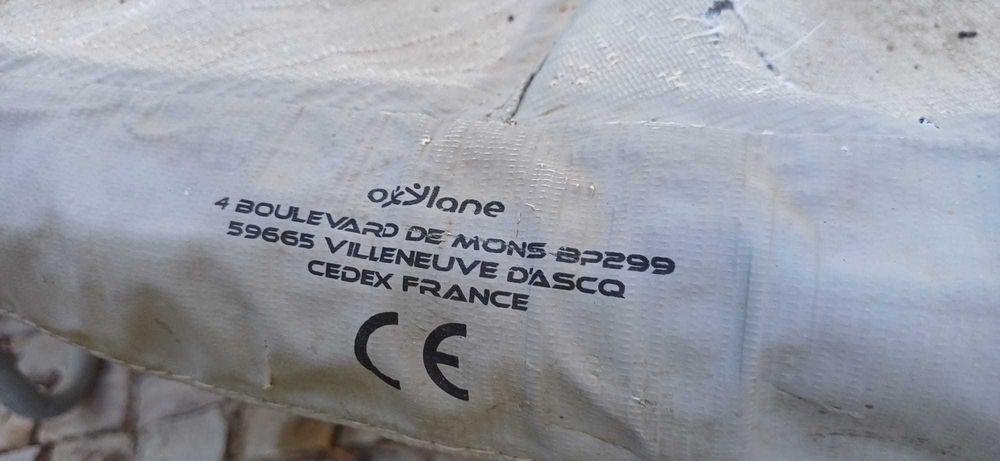 oxylane
4 BOULEVARD DE MONS BP299
59665 VILLENEUVE D'ASCQ
CEDEX FRANCE
CE